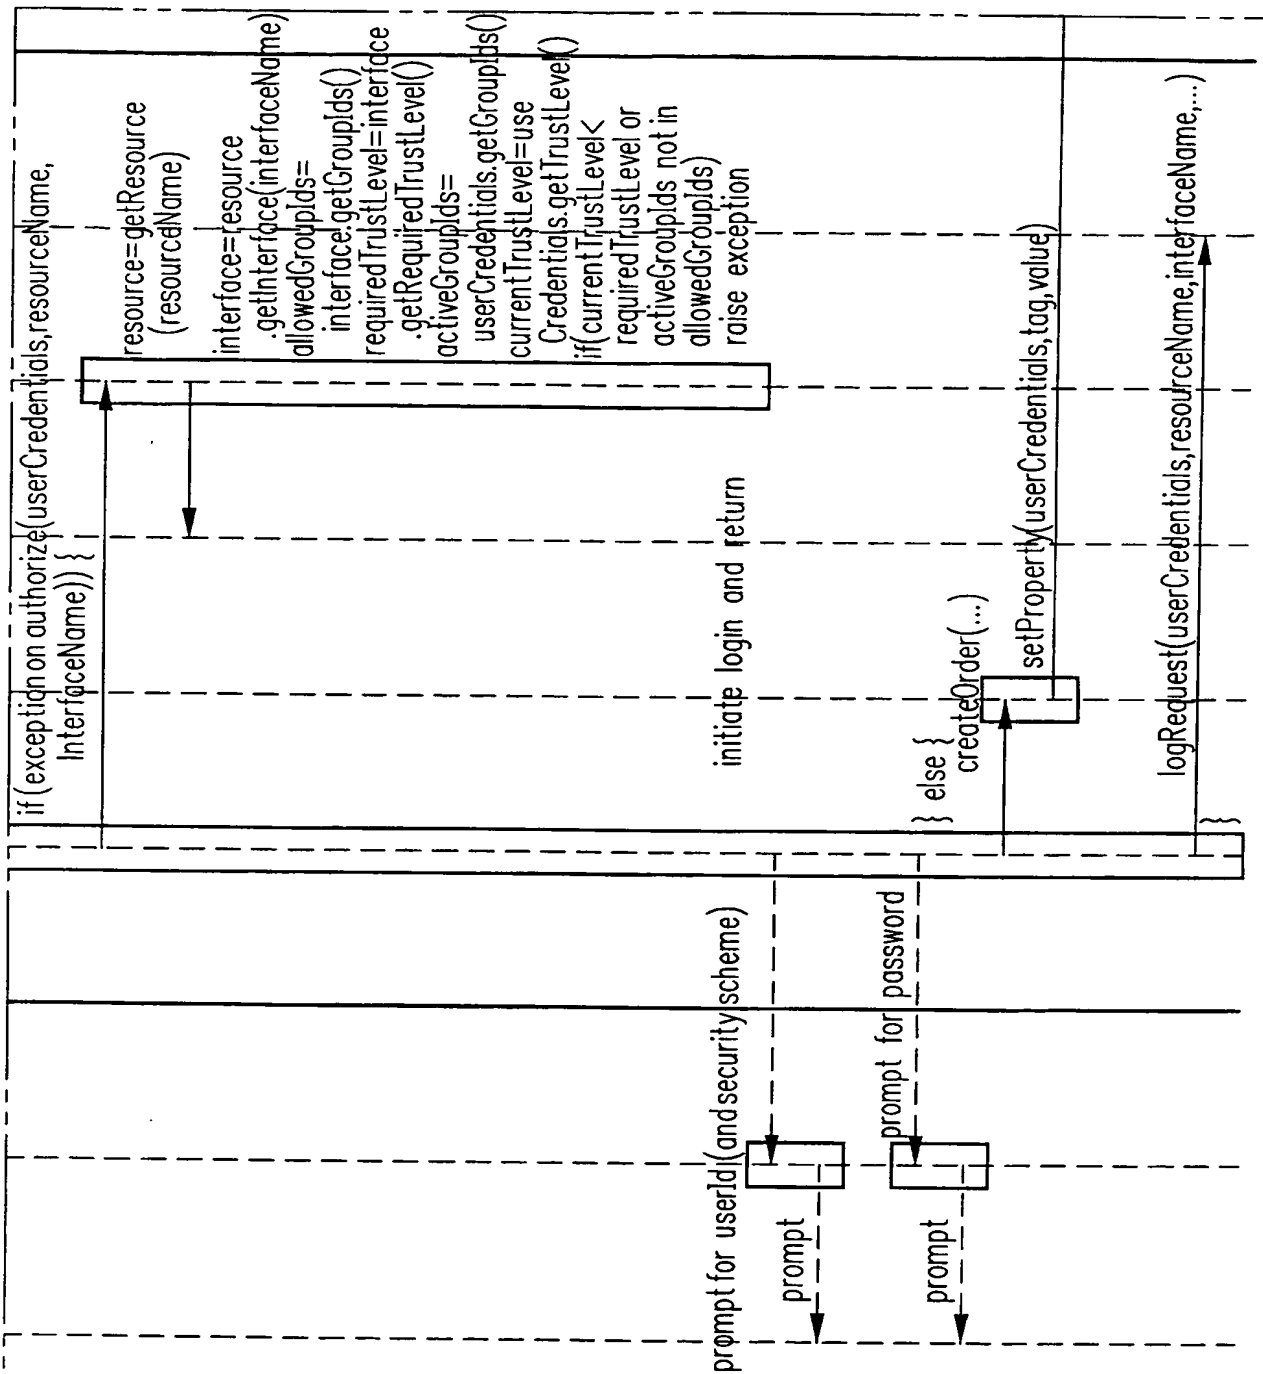 if(exception on authorize(userCredentials,resourceName,
InterfaceName)) }
resource=getResource
(resourceName)
interface=resource
.getInterface(interfaceName)
allowedGroupIds=
interface.getGroupIds()
requiredTrustLevel=interface
.getRequiredTrustLevel()
activeGroupIds=
userCredentials.getGroupIds()
currentTrustLevel=use
Credentials.getTrustLevel()
if(currentTrustLevel<
requiredTrustLevel or
activeGroupIds not in
allowedGroupIds)
raise exception
prompt for userId (and security scheme)
initiate login and return
prompt
prompt for password
prompt
} else {
createOrder(...)
setProperty(userCredentials,tag,value)
logRequest(userCredentials,resourceName,interfaceName,...)
}